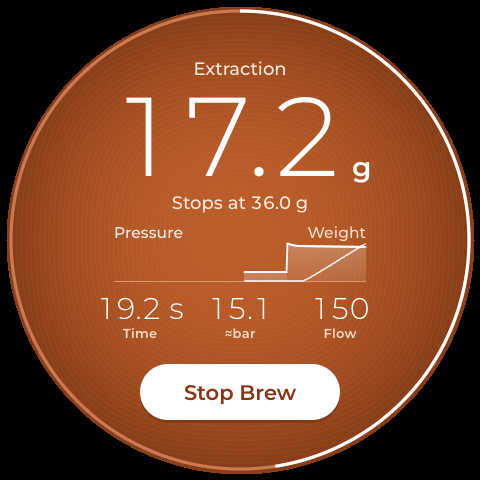 Extraction
17.2 g
Stops at 36.0 g
Pressure Weight
19.2 s 15.1 150
Time ≈bar Flow
Stop Brew